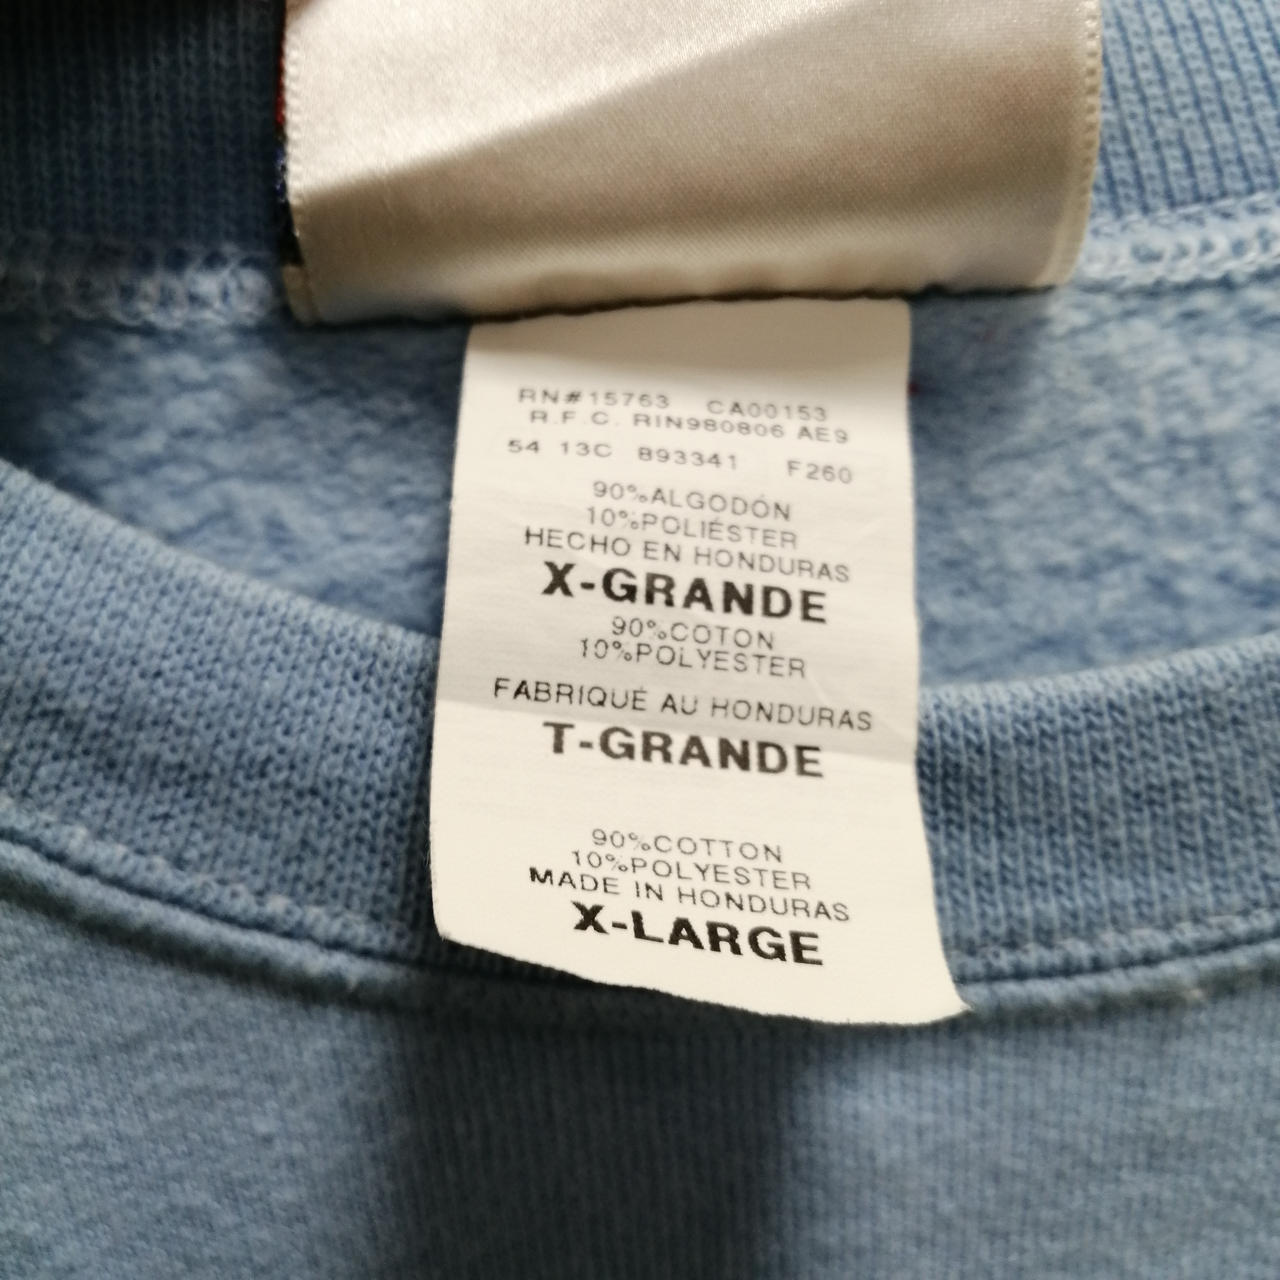 RN#15763 CA00153
R.F.C. RIN980806 AE9
54 13C 893341 F260
90%ALGODÓN
10%POLIÉSTER
HECHO EN HONDURAS
X-GRANDE
90%COTON
10%POLYESTER
FABRIQUÉ AU HONDURAS
T-GRANDE
90%COTTON
10%POLYESTER
MADE IN HONDURAS
X-LARGE